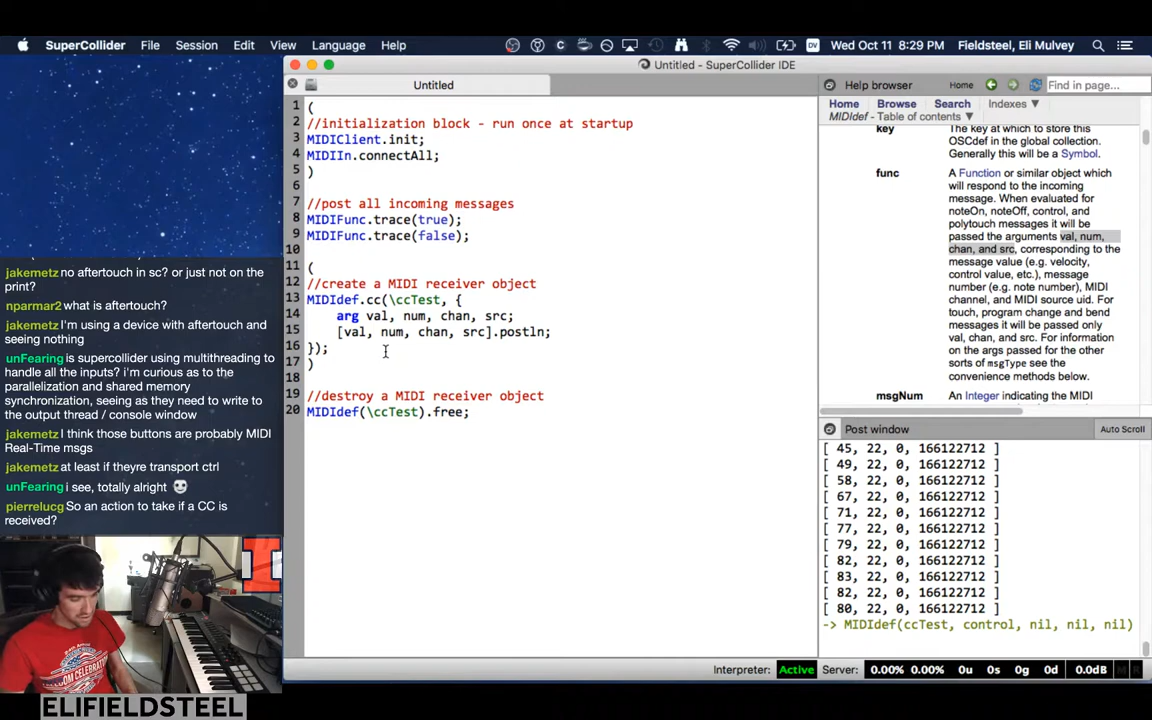 SuperCollider File Session Edit View Language Help
DV Wed Oct 11 8:29 PM Fieldsteel, Eli Mulvey
Untitled - SuperCollider IDE
Untitled
1 (
2 //initialization block - run once at startup
3 MIDIClient.init;
4 MIDIIn.connectAll;
5 )
6
7 //post all incoming messages
8 MIDIFunc.trace(true);
9 MIDIFunc.trace(false);
10
11 (
12 //create a MIDI receiver object
13 MIDIdef.cc(\ccTest, {
14 arg val, num, chan, src;
15 [val, num, chan, src].postln;
16 });
17 )
18
19 //destroy a MIDI receiver object
20 MIDIdef(\ccTest).free;
Help browser Home Find in page...
Home Browse Search Indexes ▼
MIDIdef - Table of contents ▼
key The key at which to store this
OSCdef in the global collection.
Generally this will be a Symbol.
func A Function or similar object which
will respond to the incoming
message. When evaluated for
noteOn, noteOff, control, and
polytouch messages it will be
passed the arguments val, num,
chan, and src, corresponding to the
message value (e.g. velocity,
control value, etc.), message
number (e.g. note number), MIDI
channel, and MIDI source uid. For
touch, program change and bend
messages it will be passed only
val, chan, and src. For information
on the args passed for the other
sorts of msgType see the
convenience methods below.
msgNum An Integer indicating the MIDI
Post window Auto Scroll
[ 45, 22, 0, 166122712 ]
[ 49, 22, 0, 166122712 ]
[ 58, 22, 0, 166122712 ]
[ 67, 22, 0, 166122712 ]
[ 71, 22, 0, 166122712 ]
[ 77, 22, 0, 166122712 ]
[ 79, 22, 0, 166122712 ]
[ 82, 22, 0, 166122712 ]
[ 83, 22, 0, 166122712 ]
[ 82, 22, 0, 166122712 ]
[ 80, 22, 0, 166122712 ]
-> MIDIdef(ccTest, control, nil, nil, nil)
Interpreter: Active Server: 0.00% 0.00% 0u 0s 0g 0d 0.0dB M R
jakemetz no aftertouch in sc? or just not on the
print?
nparmar2 what is aftertouch?
jakemetz I'm using a device with aftertouch and
seeing nothing
unFearing is supercollider using multithreading to
handle all the inputs? i'm curious as to the
parallelization and shared memory
synchronization, seeing as they need to write to
the output thread / console window
jakemetz I think those buttons are probably MIDI
Real-Time msgs
jakemetz at least if theyre transport ctrl
unFearing i see, totally alright
pierrelucg So an action to take if a CC is
received?
ELIFIELDSTEEL